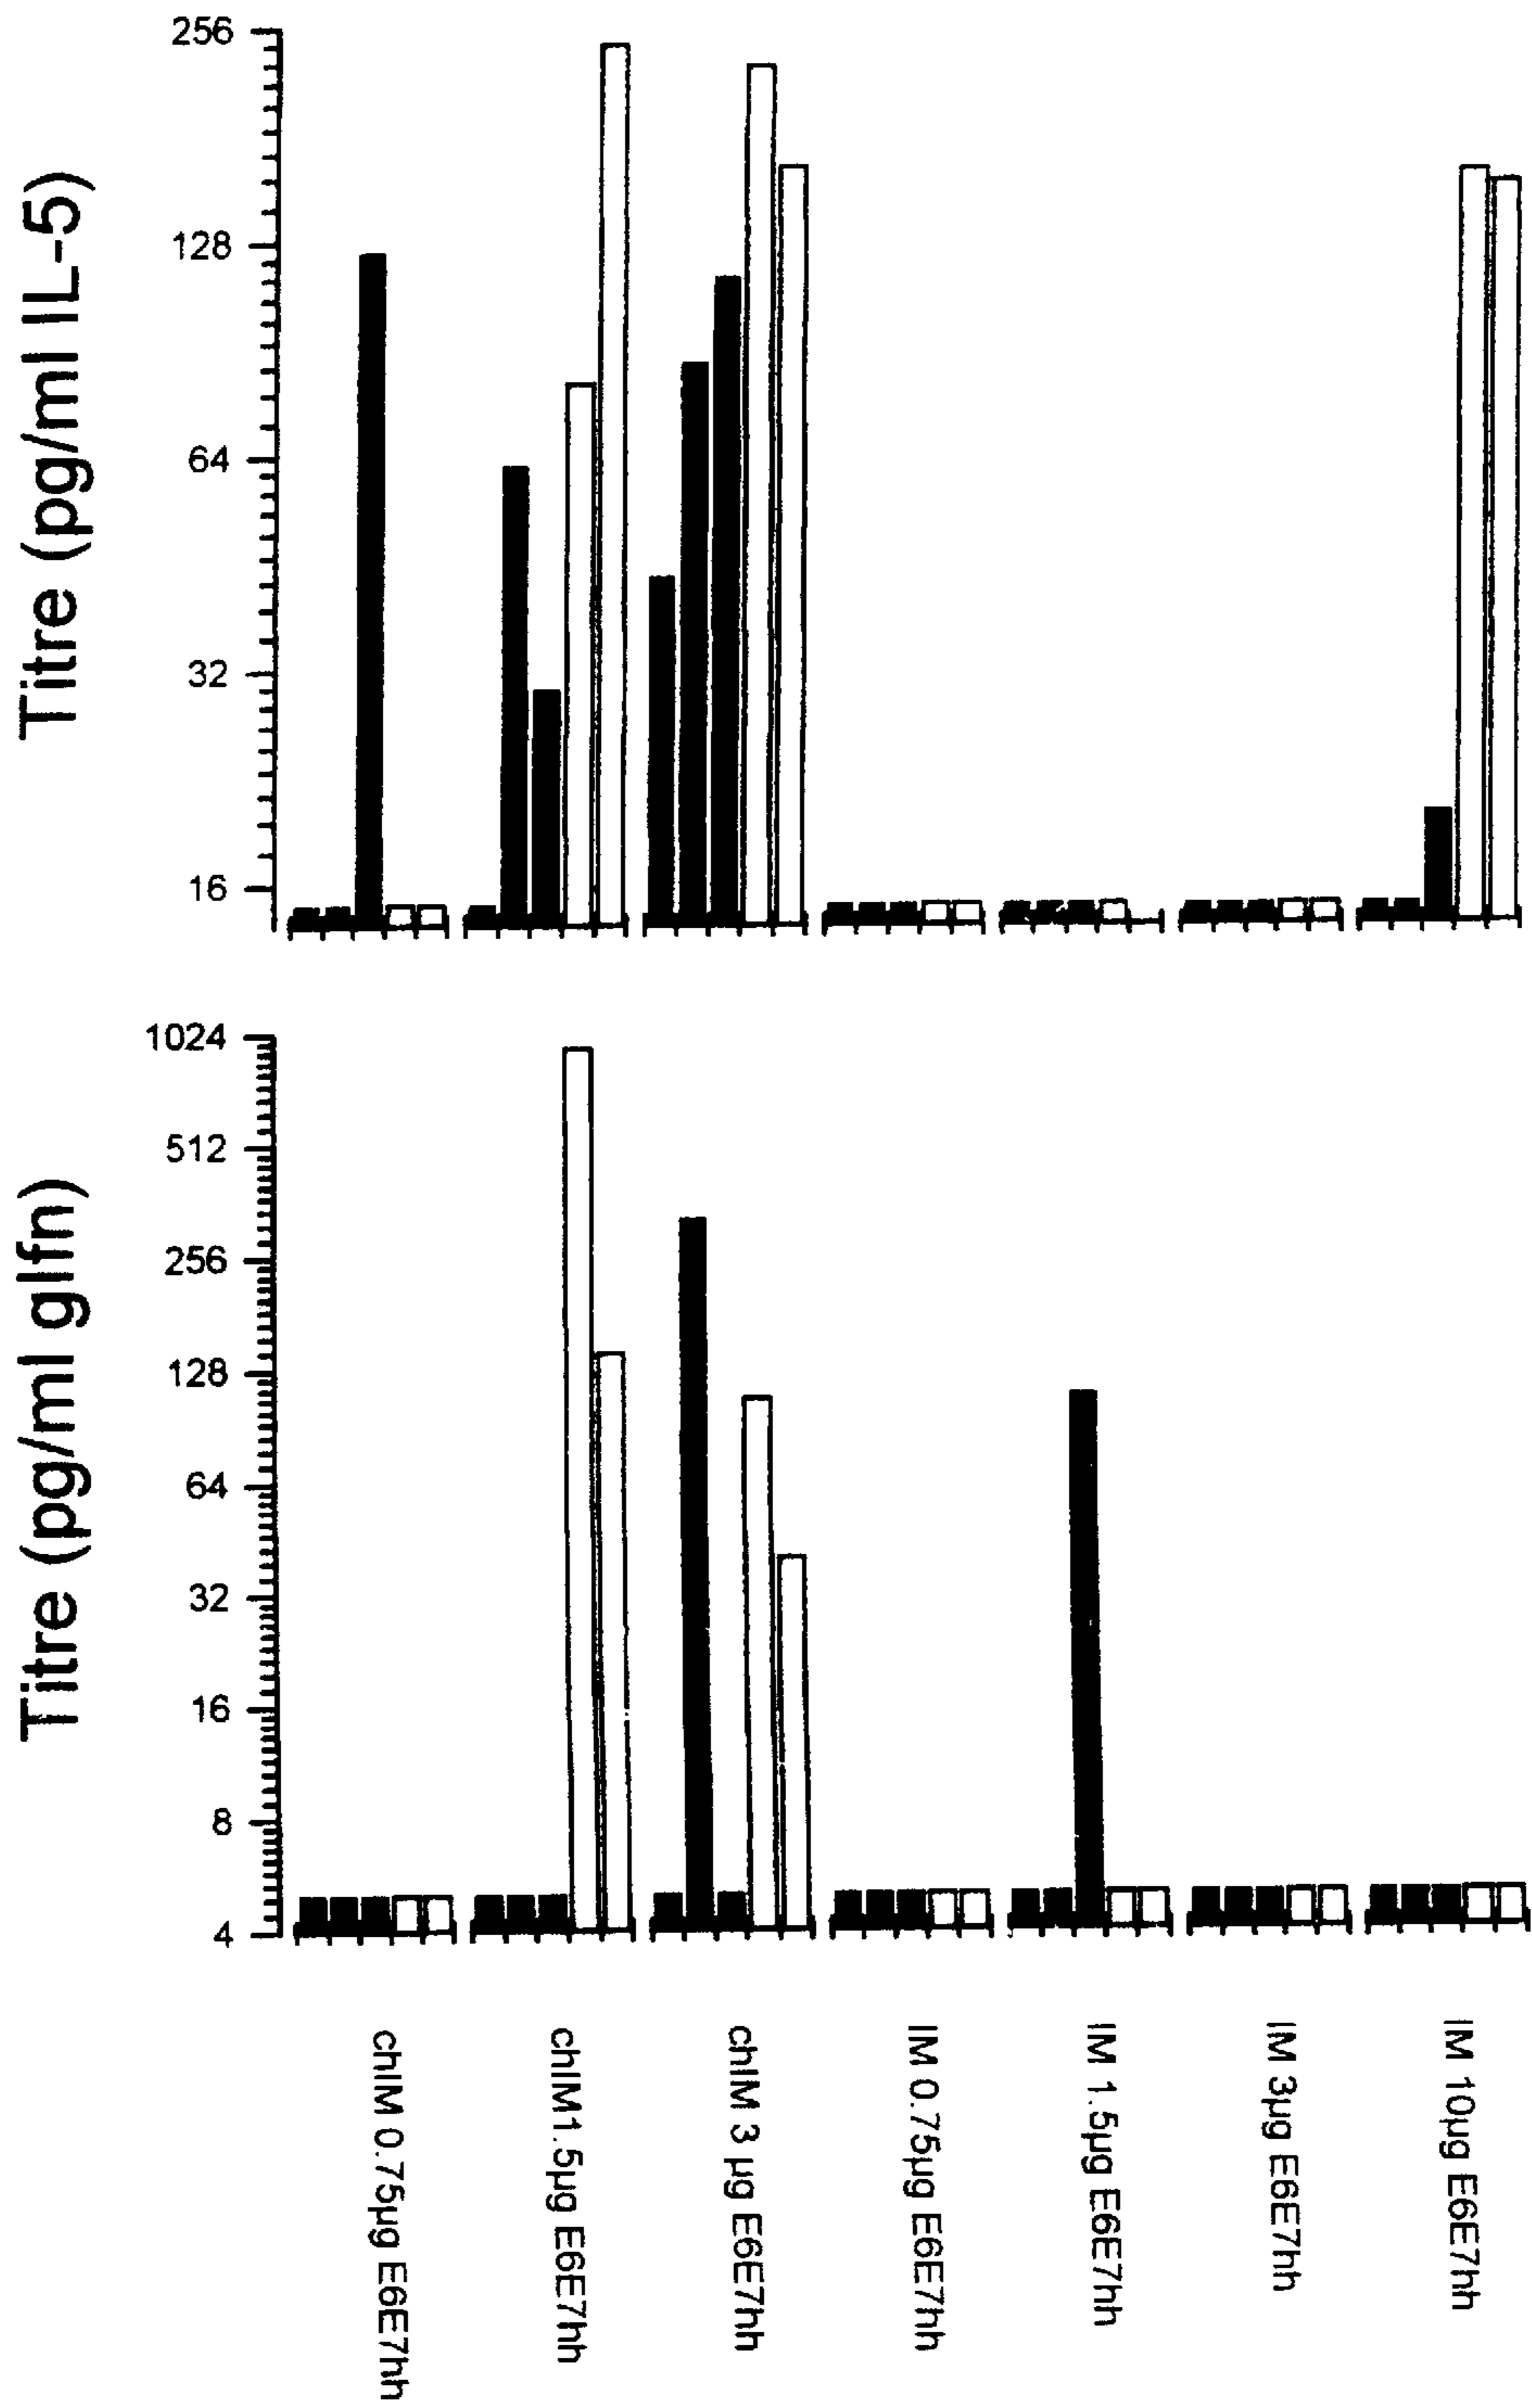 Titre (pg/ml IL-5)
256
128
64
32
16
Titre (pg/ml gIfn)
1024
512
256
128
64
32
16
8
4
chIM 0.75µg E6E7hh
chIM1.5µg E6E7hh
chIM 3 µg E6E7hh
IM 0.75µg E6E7hh
IM 1.5µg E6E7hh
IM 3µg E6E7hh
IM 10µg E6E7hh